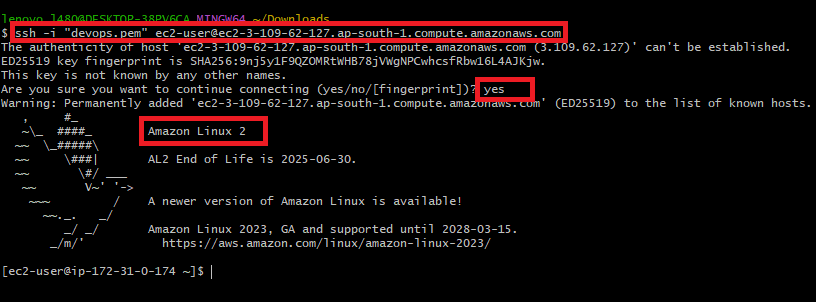 lenovo l480@DESKTOP-38PV6CA MINGW64 ~/Downloads
$ ssh -i "devops.pem" ec2-user@ec2-3-109-62-127.ap-south-1.compute.amazonaws.com
The authenticity of host 'ec2-3-109-62-127.ap-south-1.compute.amazonaws.com (3.109.62.127)' can't be established.
ED25519 key fingerprint is SHA256:9nj5y1F9QZOMRtWHB78jVWgNPCwhcsfRbw16L4AJKjw.
This key is not known by any other names.
Are you sure you want to continue connecting (yes/no/[fingerprint])? yes
Warning: Permanently added 'ec2-3-109-62-127.ap-south-1.compute.amazonaws.com' (ED25519) to the list of known hosts.
   ,     #_
   ~\_  ####_        Amazon Linux 2
  ~~  \_#####\
  ~~     \###|       AL2 End of Life is 2025-06-30.
  ~~       \#/ ___
   ~~       V~' '->
    ~~~         /    A newer version of Amazon Linux is available!
      ~~._.   _/
         _/ _/       Amazon Linux 2023, GA and supported until 2028-03-15.
       _/m/'           https://aws.amazon.com/linux/amazon-linux-2023/
[ec2-user@ip-172-31-0-174 ~]$